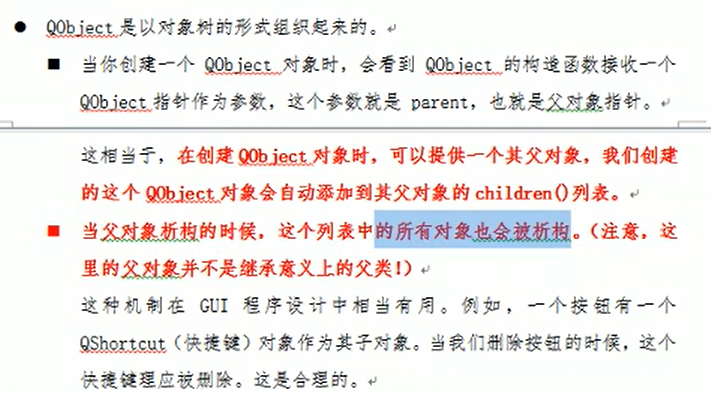 ● QObject 是以对象树的形式组织起来的。
■ 当你创建一个 QObject 对象时，会看到 QObject 的构造函数接收一个
QObject 指针作为参数，这个参数就是 parent，也就是父对象指针。
这相当于，在创建 QObject 对象时，可以提供一个其父对象，我们创建
的这个 QObject 对象会自动添加到其父对象的 children()列表。
■ 当父对象析构的时候，这个列表中的所有对象也会被析构。（注意，这
里的父对象并不是继承意义上的父类！）
这种机制在 GUI 程序设计中相当有用。例如，一个按钮有一个
QShortcut（快捷键）对象作为其子对象。当我们删除按钮的时候，这个
快捷键理应被删除。这是合理的。